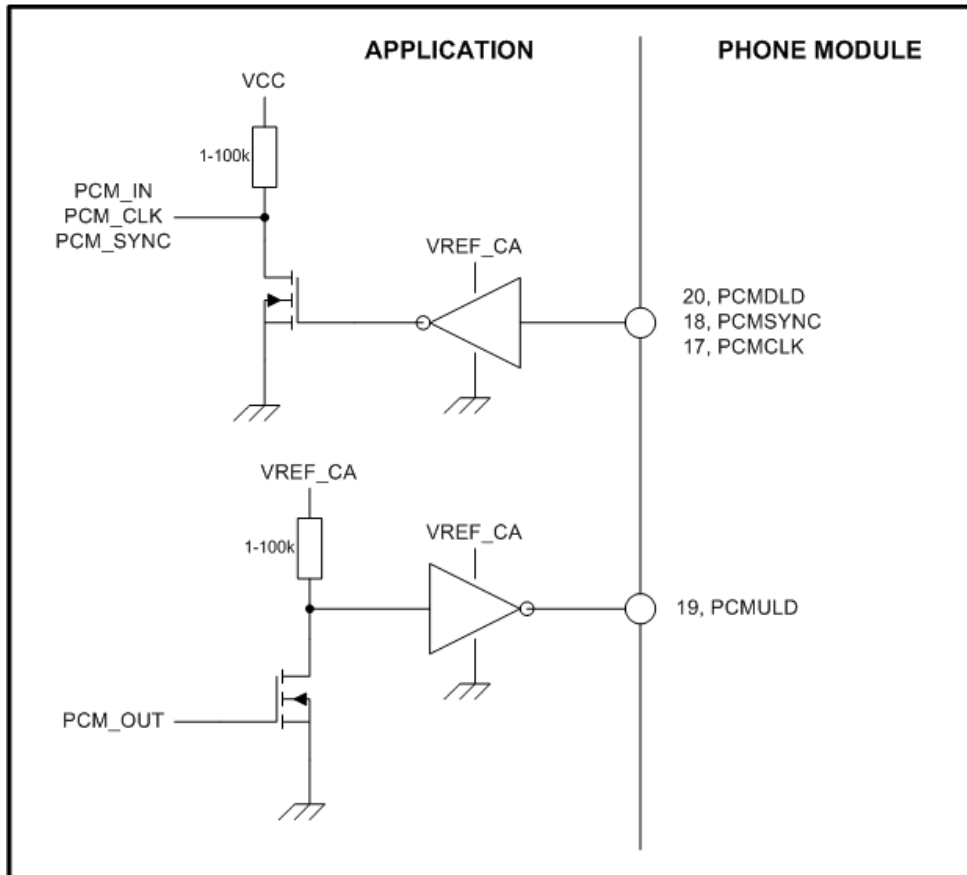 APPLICATION
PHONE MODULE
VCC
1-100k
PCM_IN
PCM_CLK
PCM_SYNC
VREF_CA
20, PCMDLD
18, PCMSYNC
17, PCMCLK
VREF_CA
1-100k
VREF_CA
19, PCMULD
PCM_OUT